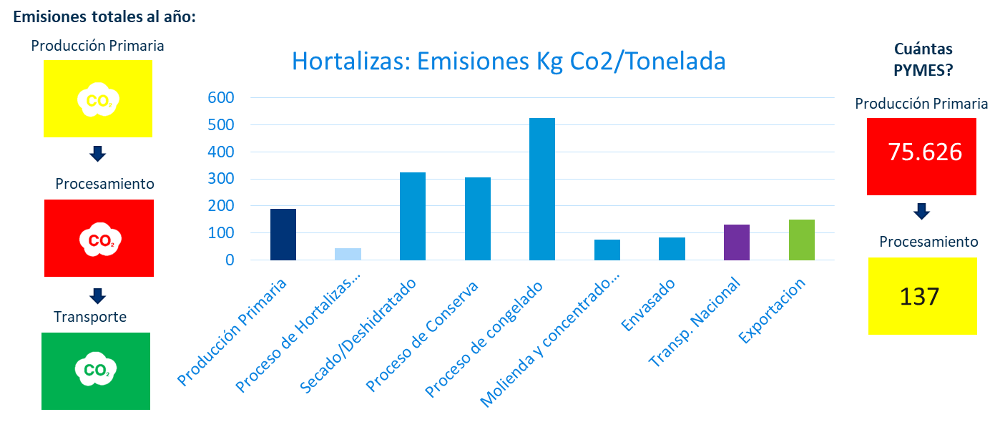 Emisiones totales al año:
Producción Primaria
CO₂
Procesamiento
CO₂
Transporte
CO₂
Hortalizas: Emisiones Kg Co2/Tonelada
600
500
400
300
200
100
0
Producción Primaria
Proceso de Hortalizas...
Secado/Deshidratado
Proceso de Conserva
Proceso de congelado
Molienda y concentrado...
Envasado
Transp. Nacional
Exportacion
Cuántas
PYMES?
Producción Primaria
75.626
Procesamiento
137